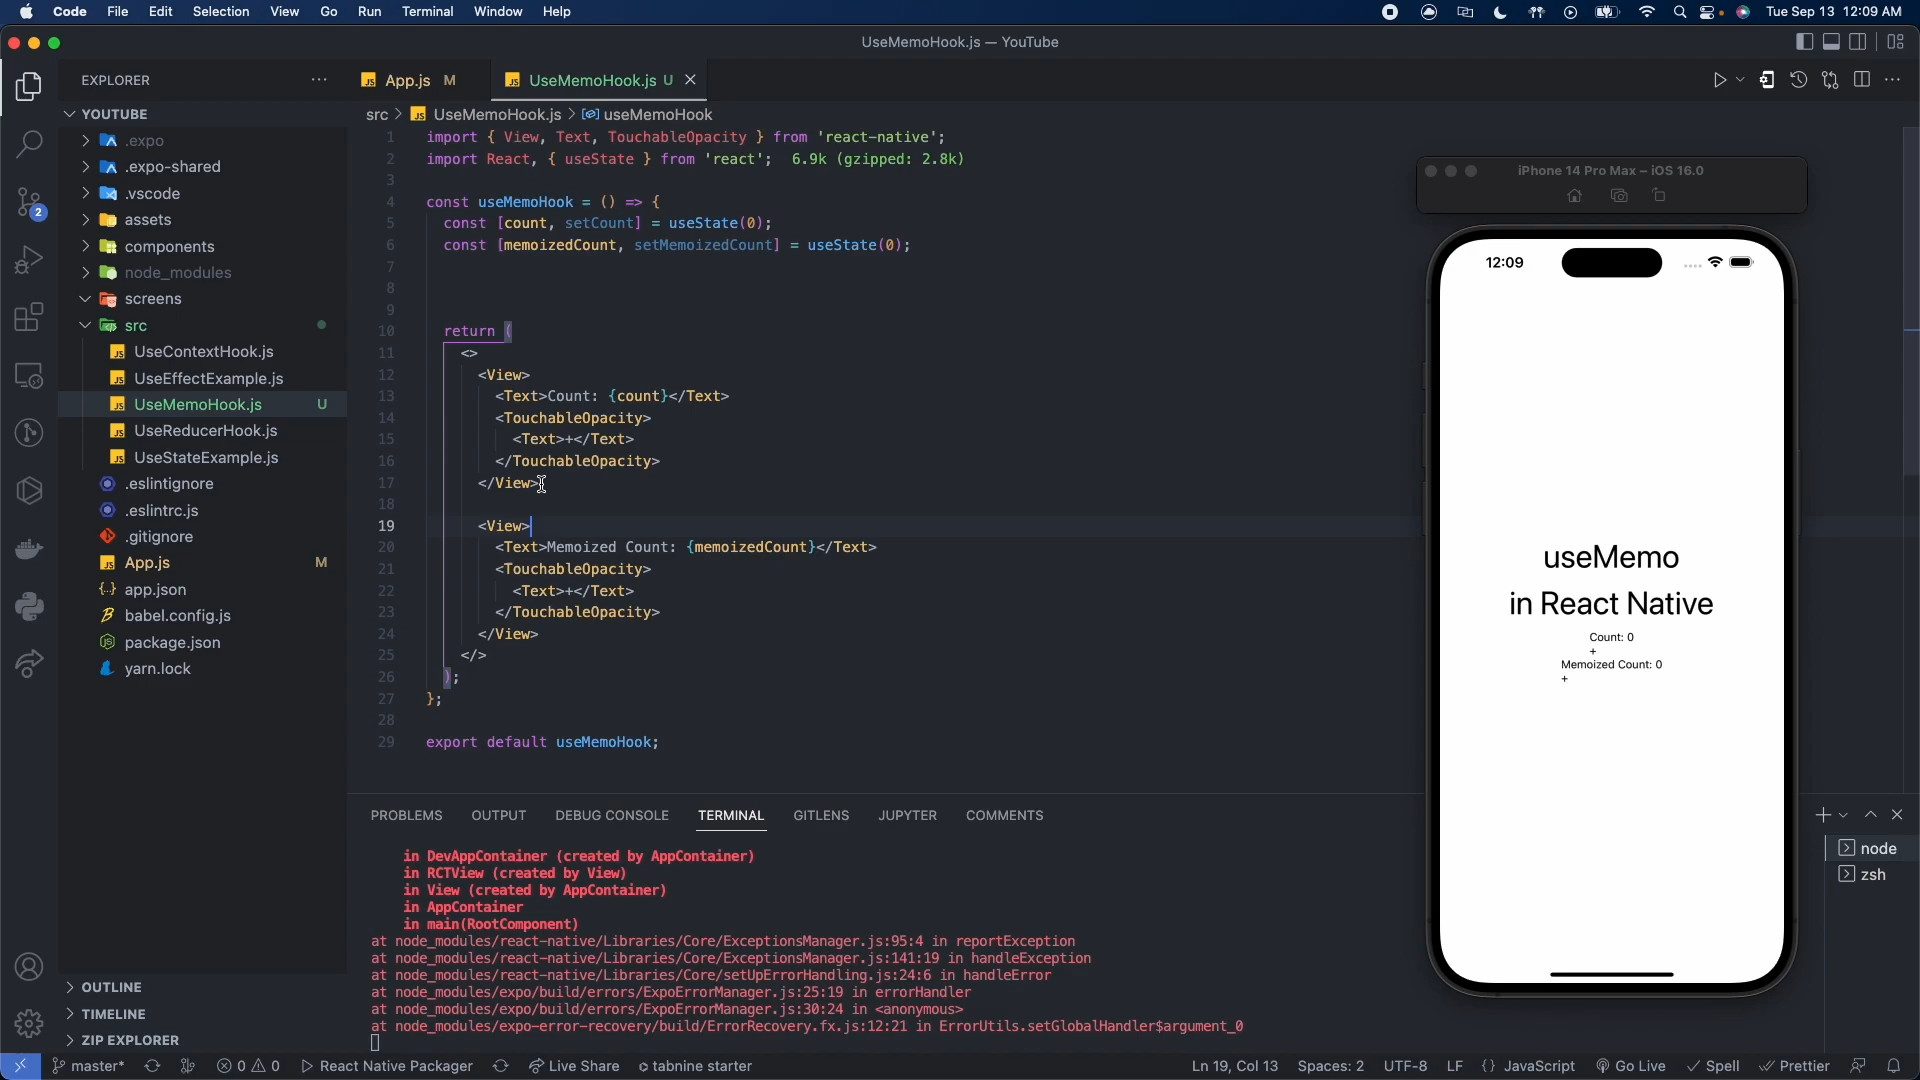 Code File Edit Selection View Go Run Terminal Window Help
Tue Sep 13 12:09 AM
UseMemoHook.js — YouTube
EXPLORER
App.js M
UseMemoHook.js U
YOUTUBE
src > UseMemoHook.js > useMemoHook
.expo
.expo-shared
.vscode
assets
components
node_modules
screens
src
UseContextHook.js
UseEffectExample.js
UseMemoHook.js U
UseReducerHook.js
UseStateExample.js
.eslintignore
.eslintrc.js
.gitignore
App.js M
app.json
babel.config.js
package.json
yarn.lock
OUTLINE
TIMELINE
ZIP EXPLORER
2
1 import { View, Text, TouchableOpacity } from 'react-native';
2 import React, { useState } from 'react'; 6.9k (gzipped: 2.8k)
3
4 const useMemoHook = () => {
5 const [count, setCount] = useState(0);
6 const [memoizedCount, setMemoizedCount] = useState(0);
7
8
9
10 return (
11 <>
12 <View>
13 <Text>Count: {count}</Text>
14 <TouchableOpacity>
15 <Text>+</Text>
16 </TouchableOpacity>
17 </View>
18
19 <View>
20 <Text>Memoized Count: {memoizedCount}</Text>
21 <TouchableOpacity>
22 <Text>+</Text>
23 </TouchableOpacity>
24 </View>
25 </>
26 );
27 };
28
29 export default useMemoHook;
iPhone 14 Pro Max – iOS 16.0
12:09
useMemo
in React Native
Count: 0
+
Memoized Count: 0
+
PROBLEMS OUTPUT DEBUG CONSOLE TERMINAL GITLENS JUPYTER COMMENTS
in DevAppContainer (created by AppContainer)
in RCTView (created by View)
in View (created by AppContainer)
in AppContainer
in main(RootComponent)
at node_modules/react-native/Libraries/Core/ExceptionsManager.js:95:4 in reportException
at node_modules/react-native/Libraries/Core/ExceptionsManager.js:141:19 in handleException
at node_modules/react-native/Libraries/Core/setUpErrorHandling.js:24:6 in handleError
at node_modules/expo/build/errors/ExpoErrorManager.js:25:19 in errorHandler
at node_modules/expo/build/errors/ExpoErrorManager.js:30:24 in <anonymous>
at node_modules/expo-error-recovery/build/ErrorRecovery.fx.js:12:21 in ErrorUtils.setGlobalHandler$argument_0
node
zsh
master* 0 0 React Native Packager Live Share tabnine starter
Ln 19, Col 13 Spaces: 2 UTF-8 LF {} JavaScript Go Live Spell Prettier